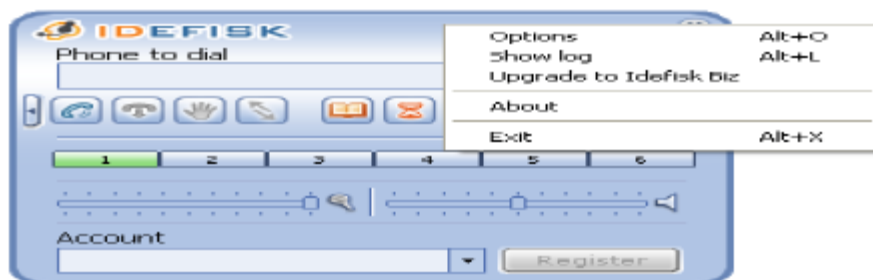 IDEFISK
Phone to dial
Options Alt+O
Show log Alt+L
Upgrade to Idefisk Biz
About
Exit Alt+X
1 2 3 4 5 6
Account
Register